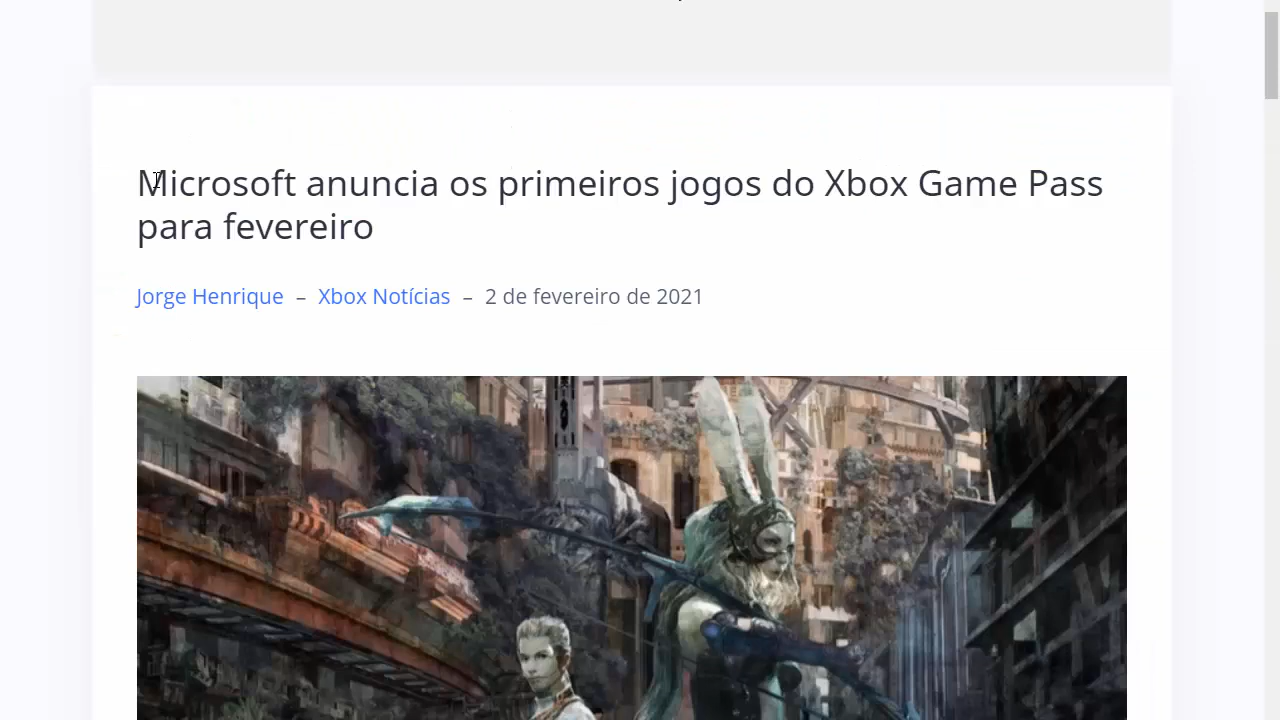 Microsoft anuncia os primeiros jogos do Xbox Game Pass
para fevereiro
Jorge Henrique – Xbox Notícias – 2 de fevereiro de 2021